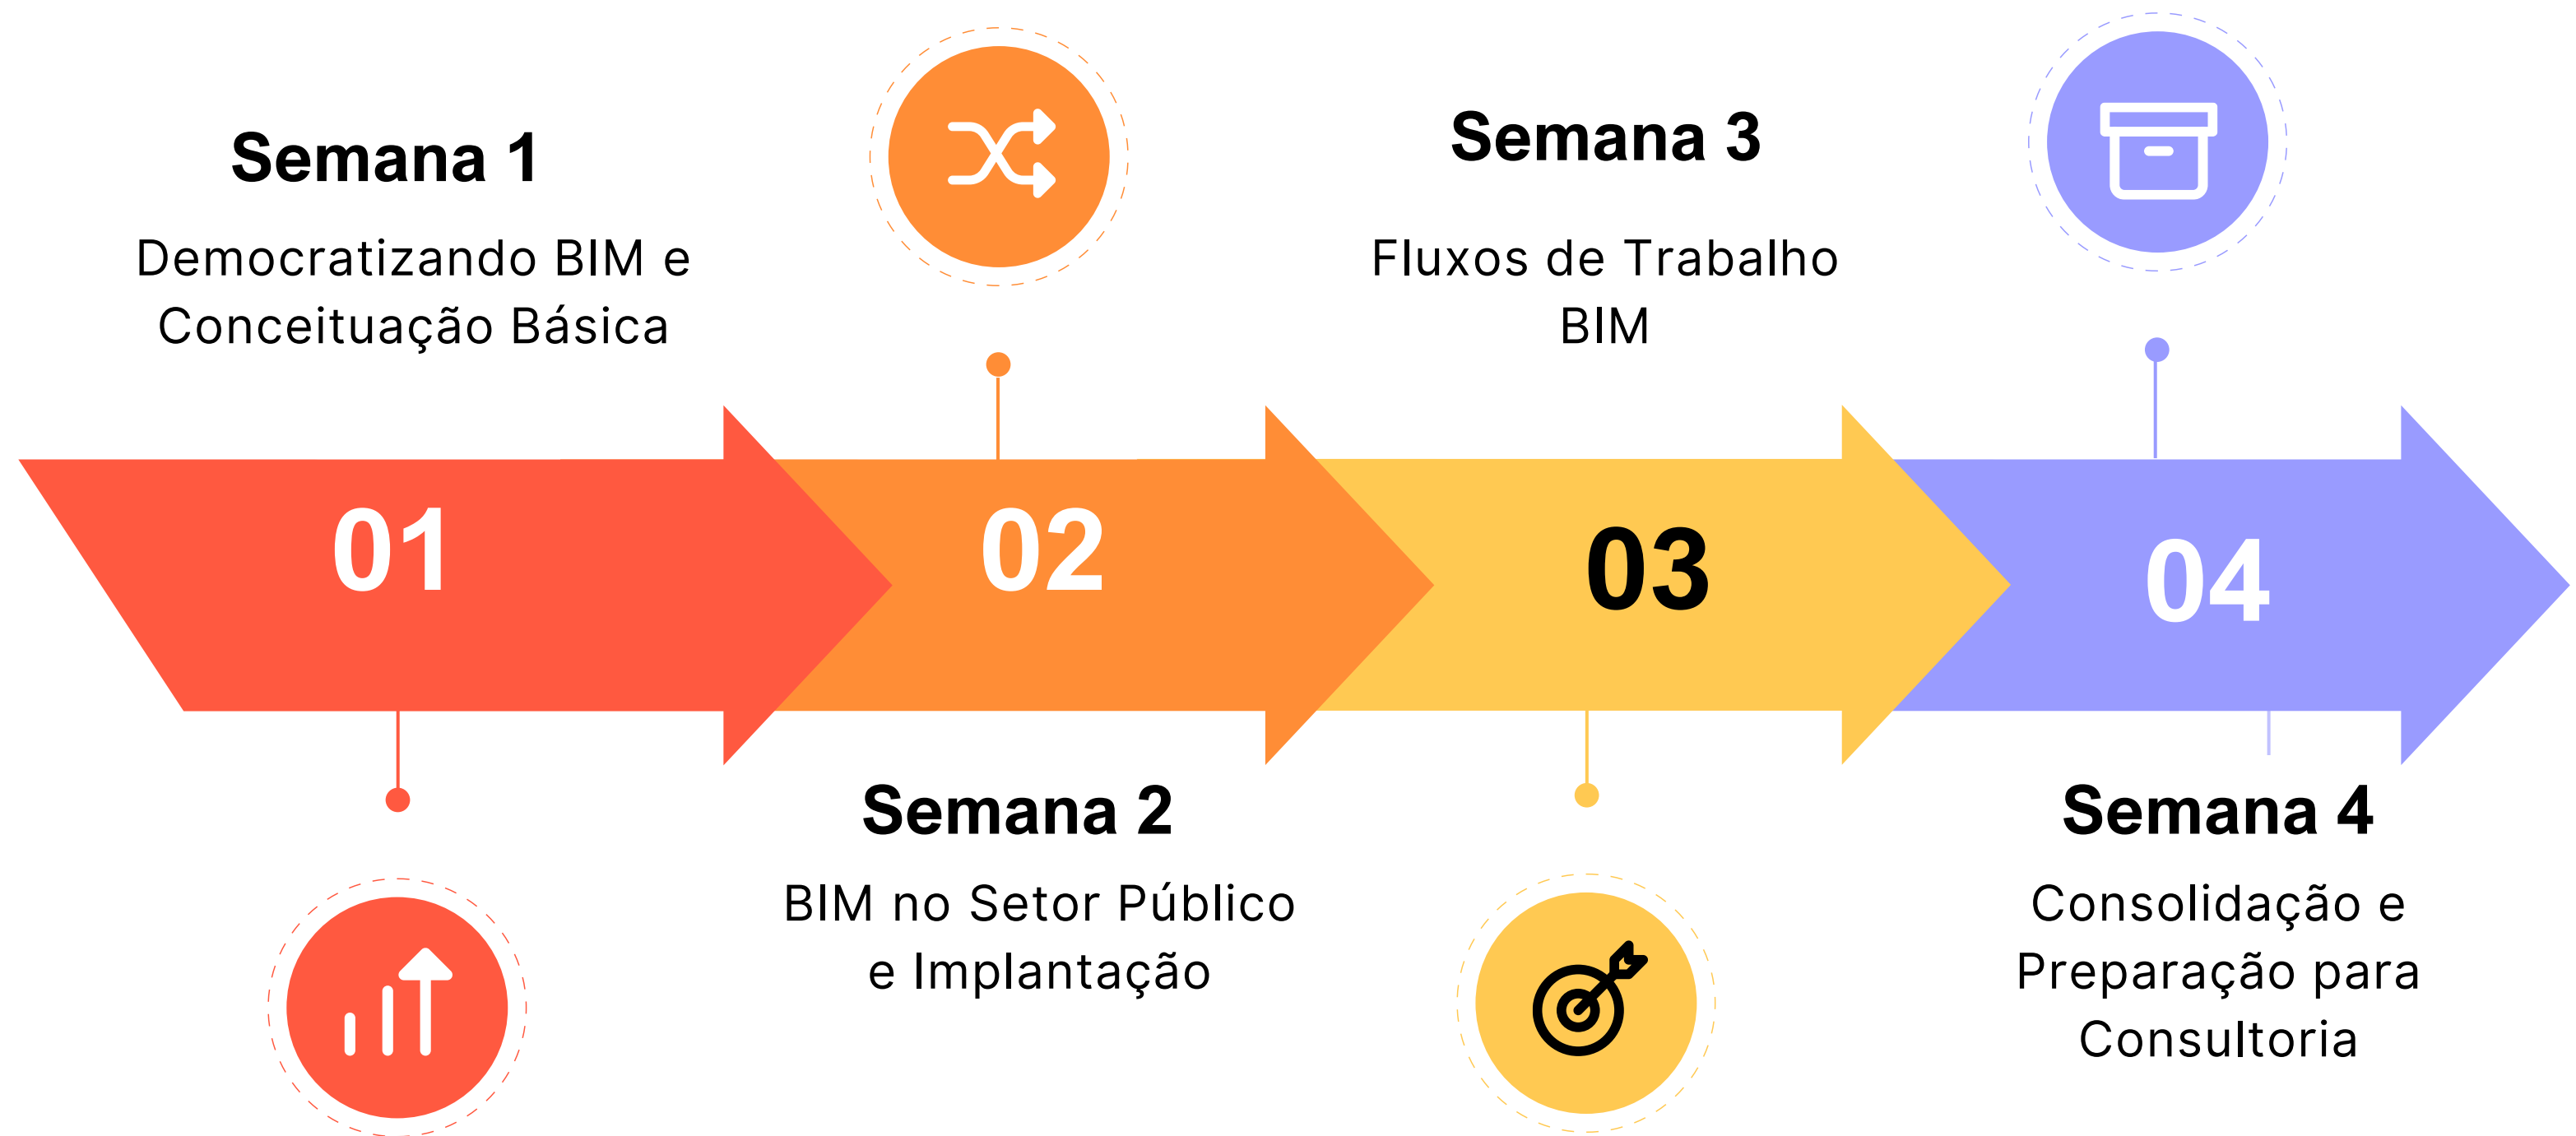 Semana 1
Democratizando BIM e
Conceituação Básica
01
02
Semana 2
BIM no Setor Público
e Implantação
Semana 3
Fluxos de Trabalho
BIM
03
04
Semana 4
Consolidação e
Preparação para
Consultoria